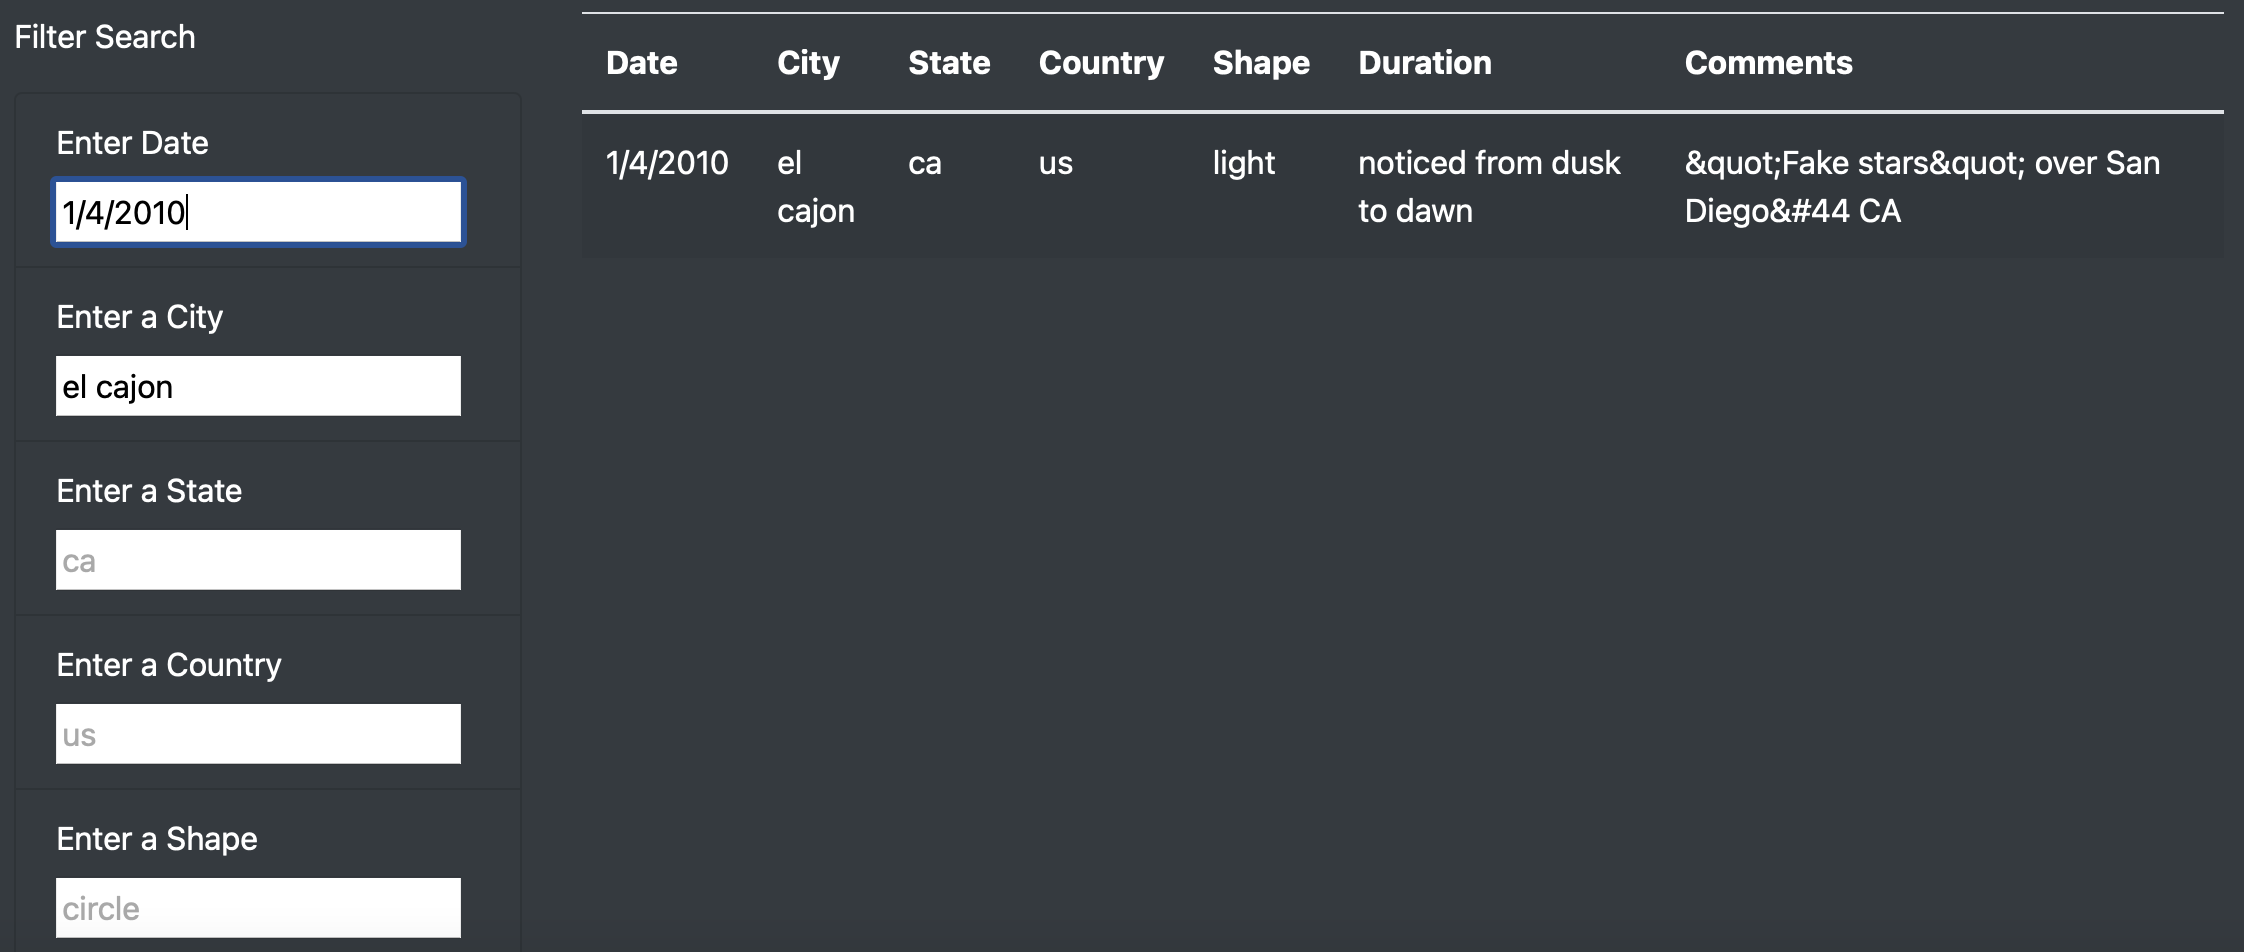 Filter Search
Enter Date
1/4/2010
Enter a City
el cajon
Enter a State
ca
Enter a Country
us
Enter a Shape
circle
Date City State Country Shape Duration Comments
1/4/2010 el ca us light noticed from dusk &quot;Fake stars&quot; over San
cajon to dawn Diego&#44 CA